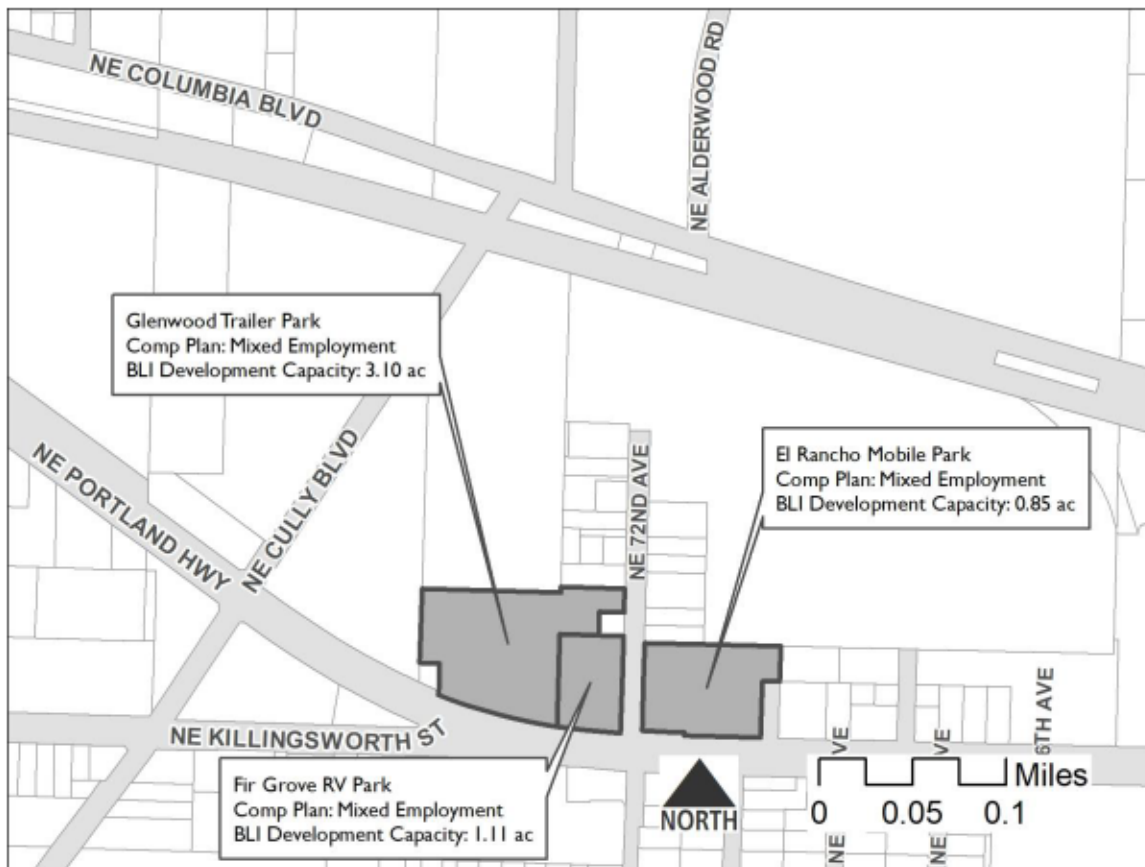 NE COLUMBIA BLVD
NE ALDERWOOD RD
Glenwood Trailer Park
Comp Plan: Mixed Employment
BLI Development Capacity: 3.10 ac
NE PORTLAND HWY
NE CULLY BLVD
NE 72ND AVE
El Rancho Mobile Park
Comp Plan: Mixed Employment
BLI Development Capacity: 0.85 ac
NE KILLINGSWORTH ST
6TH AVE
VE
VE
Fir Grove RV Park
Comp Plan: Mixed Employment
BLI Development Capacity: 1.11 ac
NORTH
Miles
0 0.05 0.1
NE
NE